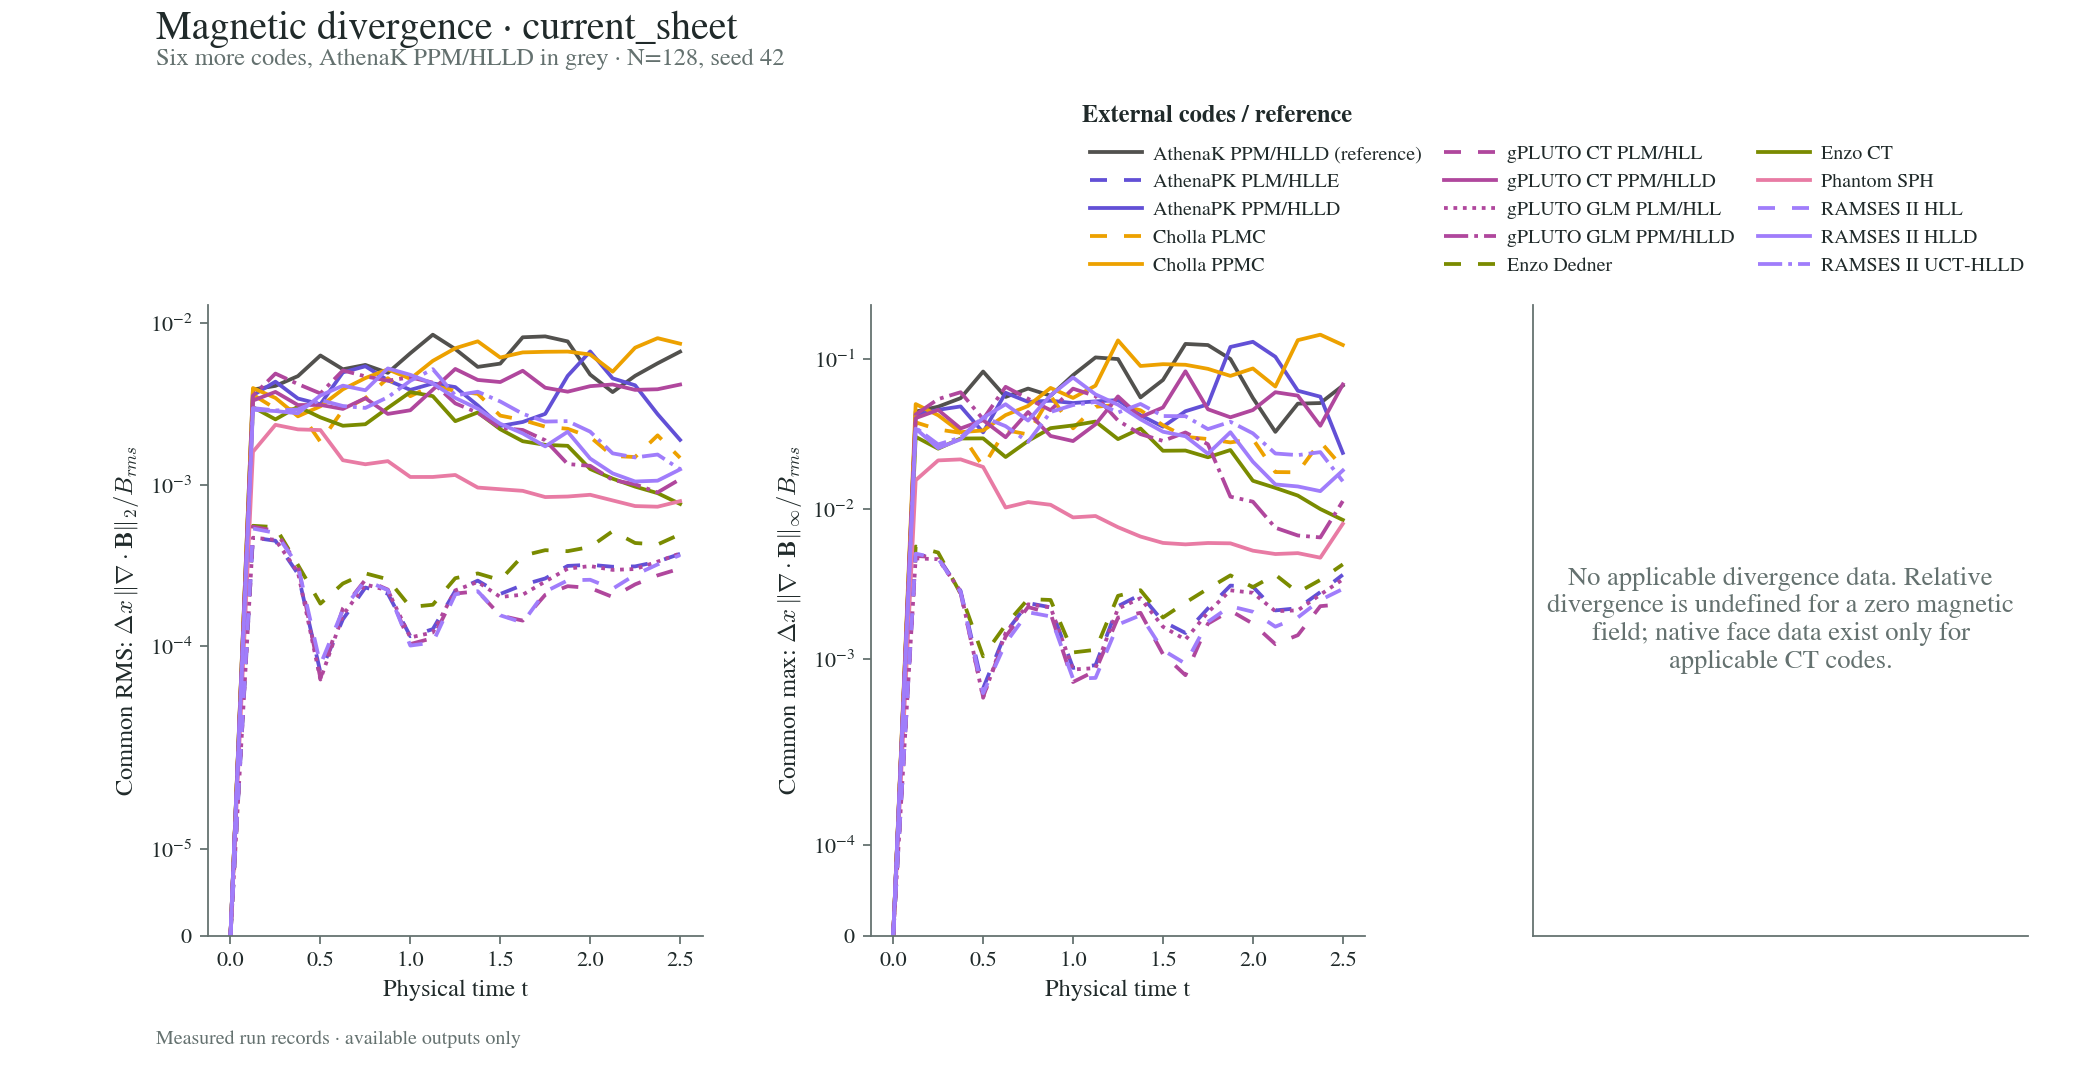 Magnetic divergence · current_sheet
Six more codes, AthenaK PPM/HLLD in grey · N=128, seed 42
External codes / reference
AthenaK PPM/HLLD (reference)
AthenaPK PLM/HLLE
AthenaPK PPM/HLLD
Cholla PLMC
Cholla PPMC
gPLUTO CT PLM/HLL
gPLUTO CT PPM/HLLD
gPLUTO GLM PLM/HLL
gPLUTO GLM PPM/HLLD
Enzo Dedner
Enzo CT
Phantom SPH
RAMSES II HLL
RAMSES II HLLD
RAMSES II UCT-HLLD
Common RMS: Δx ‖∇ · B‖₂/B_rms
10⁻²
10⁻³
10⁻⁴
10⁻⁵
0
0.0 0.5 1.0 1.5 2.0 2.5
Physical time t
Common max: Δx ‖∇ · B‖∞/B_rms
10⁻¹
10⁻²
10⁻³
10⁻⁴
0
0.0 0.5 1.0 1.5 2.0 2.5
Physical time t
No applicable divergence data. Relative
divergence is undefined for a zero magnetic
field; native face data exist only for
applicable CT codes.
Measured run records · available outputs only